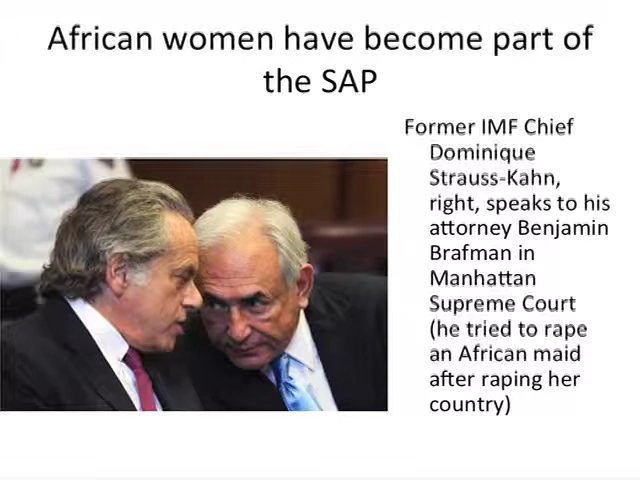 African women have become part of
the SAP
Former IMF Chief
Dominique
Strauss-Kahn,
right, speaks to his
attorney Benjamin
Brafman in
Manhattan
Supreme Court
(he tried to rape
an African maid
after raping her
country)